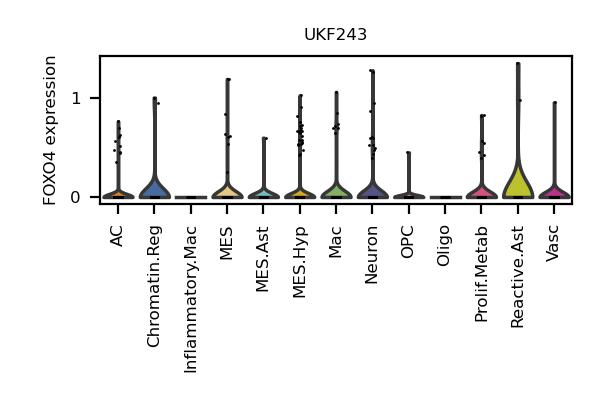 UKF243
FOXO4 expression
1
0
AC
Chromatin.Reg
Inflammatory.Mac
MES
MES.Ast
MES.Hyp
Mac
Neuron
OPC
Oligo
Prolif.Metab
Reactive.Ast
Vasc